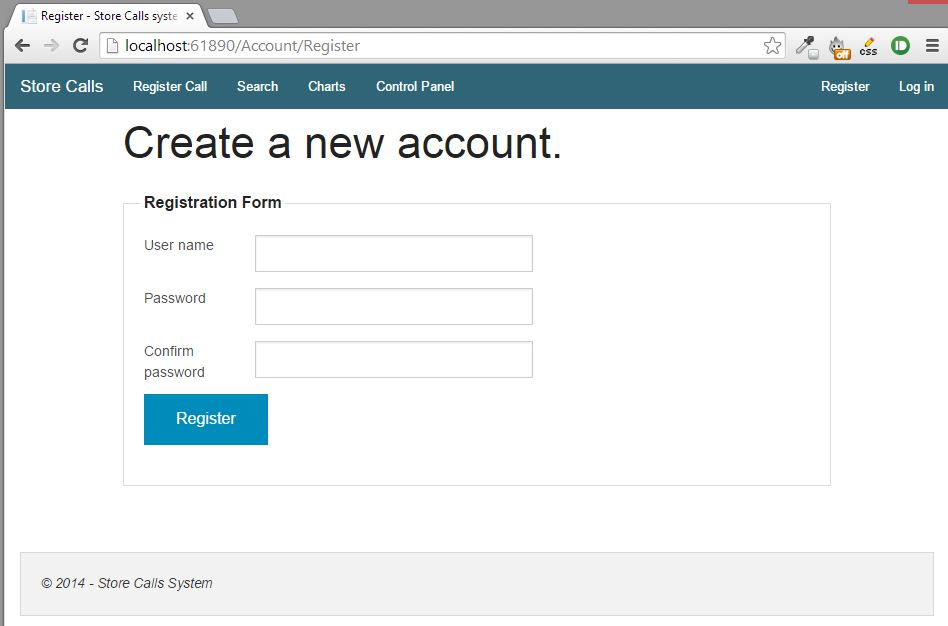 Register - Store Calls syste
localhost:61890/Account/Register
off
css
Store Calls Register Call Search Charts Control Panel Register Log in
Create a new account.
Registration Form
User name
Password
Confirm
password
Register
© 2014 - Store Calls System